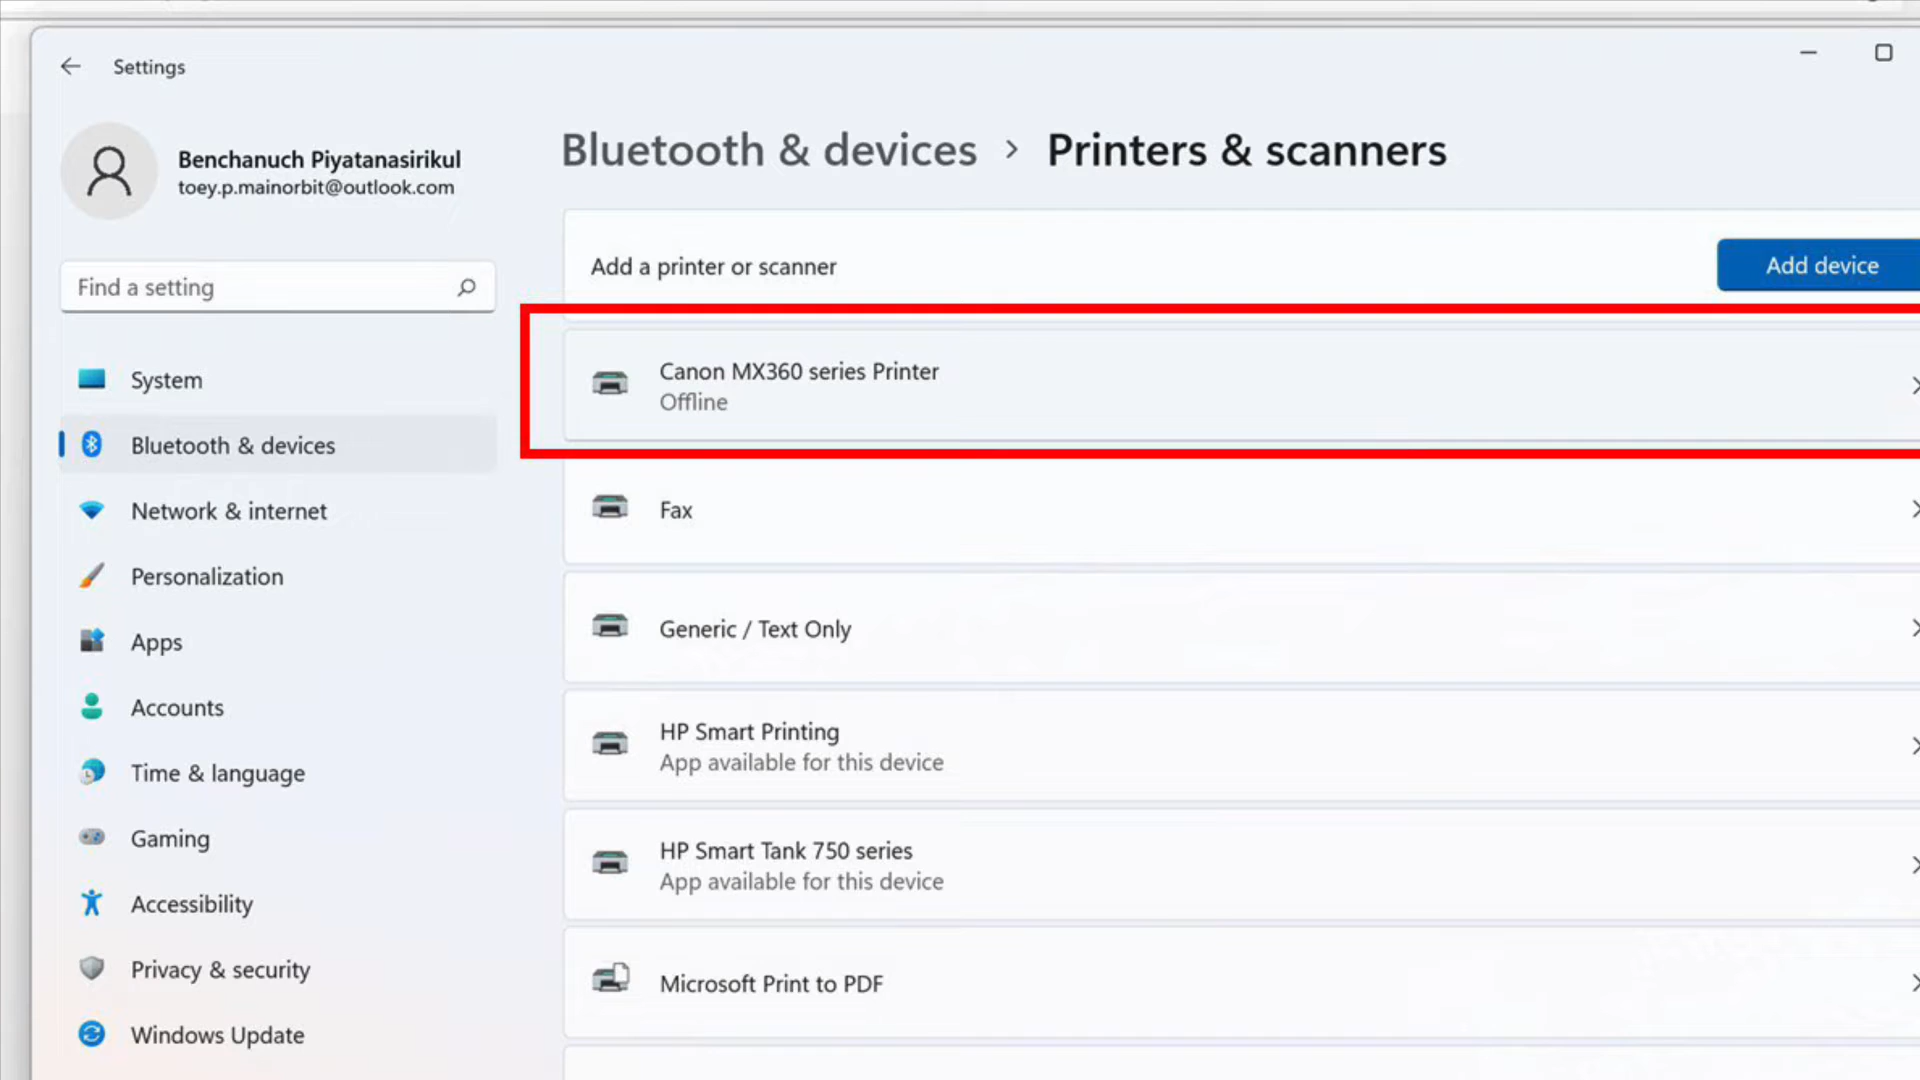 Settings
Benchanuch Piyatanasirikul
toey.p.mainorbit@outlook.com
Find a setting
System
Bluetooth & devices
Network & internet
Personalization
Apps
Accounts
Time & language
Gaming
Accessibility
Privacy & security
Windows Update
Bluetooth & devices > Printers & scanners
Add a printer or scanner
Add device
Canon MX360 series Printer
Offline
Fax
Generic / Text Only
HP Smart Printing
App available for this device
HP Smart Tank 750 series
App available for this device
Microsoft Print to PDF